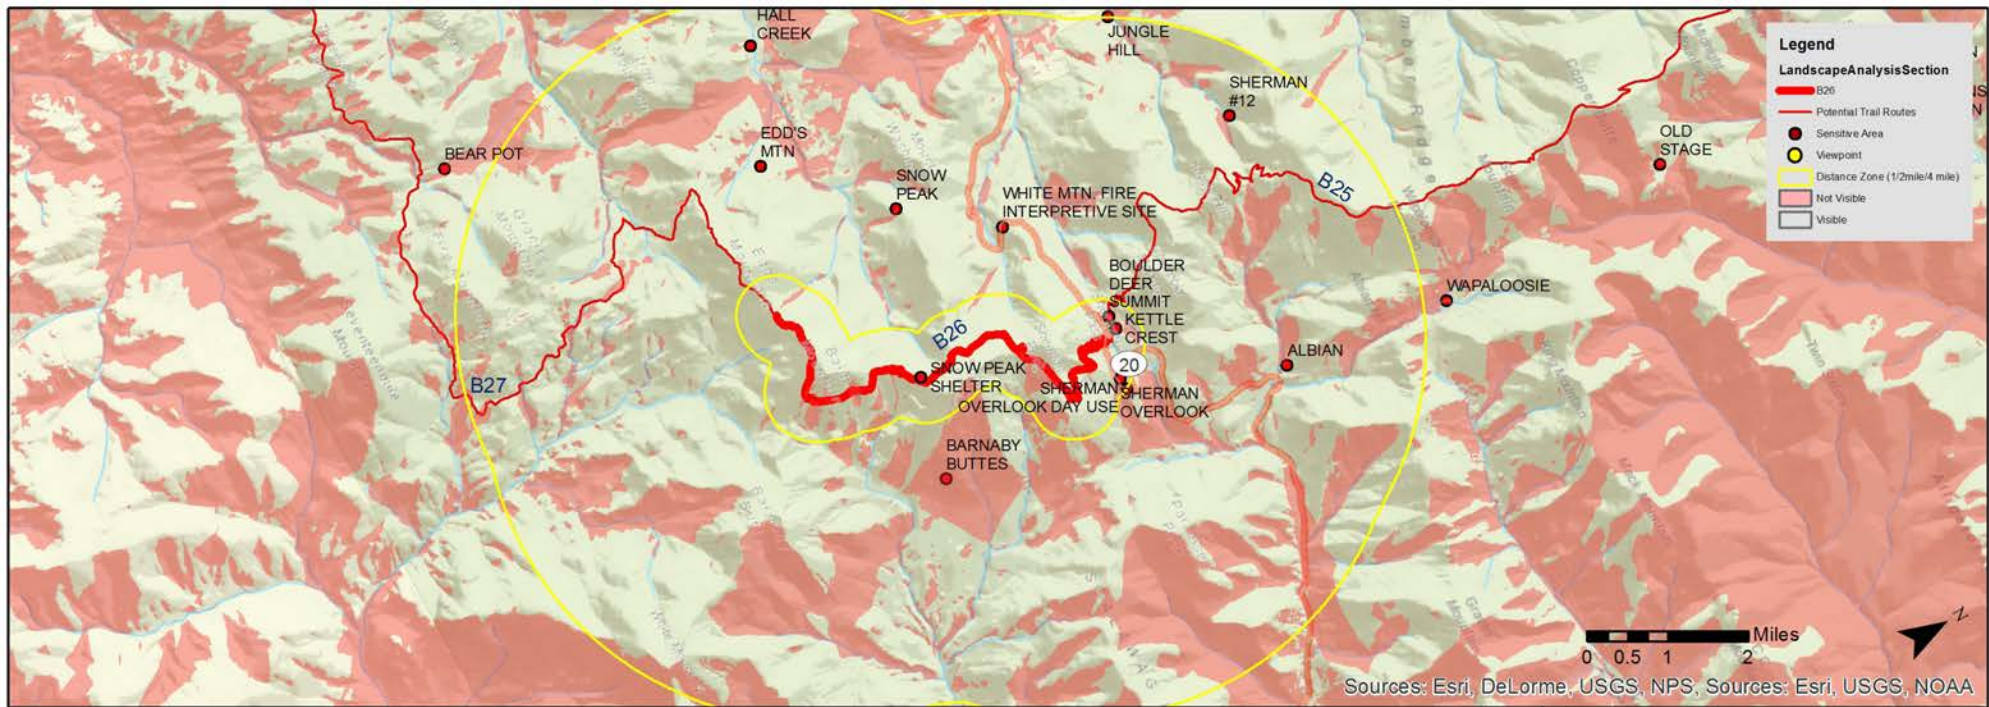 HALL
CREEK
JUNGLE
HILL
SHERMAN
#12
EDD'S
MTN
BEAR POT
SNOW
PEAK
WHITE MTN. FIRE
INTERPRETIVE SITE
OLD
STAGE
B25
BOULDER
DEER
SUMMIT
KETTLE
CREST
WAPALOOSIE
B26
20
ALBIAN
B27
SNOW PEAK
SHELTER
SHERMAN
OVERLOOK DAY USE
SHERMAN
OVERLOOK
BARNABY
BUTTES
Legend
LandscapeAnalysisSection
B26
Potential Trail Routes
Sensitive Area
Viewpoint
Distance Zone (1/2mile/4 mile)
Not Visible
Visible
N
Miles
0 0.5 1 2
Sources: Esri, DeLorme, USGS, NPS, Sources: Esri, USGS, NOAA